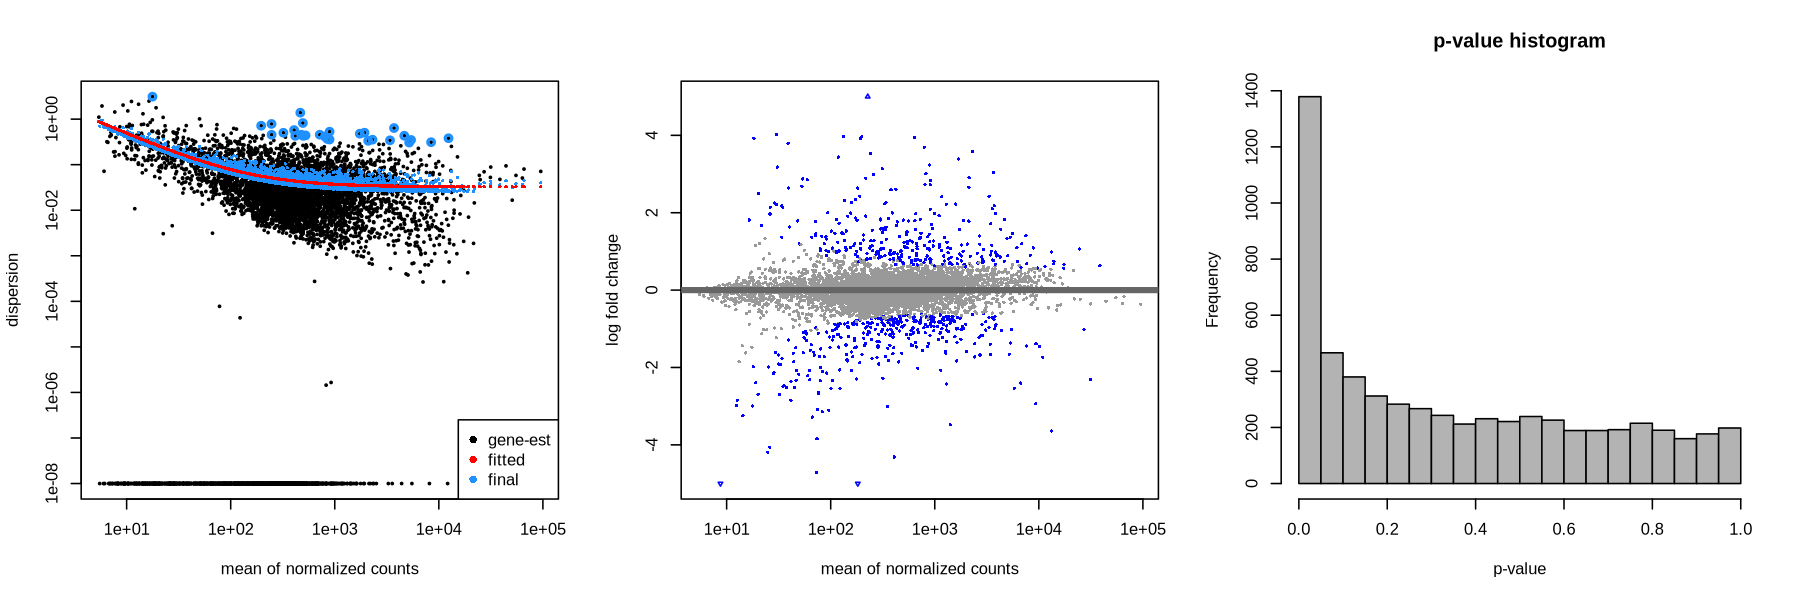 dispersion
1e+00
1e-02
1e-04
1e-06
1e-08
gene-est
fitted
final
1e+01 1e+02 1e+03 1e+04 1e+05
mean of normalized counts
log fold change
4
2
0
-2
-4
1e+01 1e+02 1e+03 1e+04 1e+05
mean of normalized counts
p-value histogram
Frequency
1400
1200
1000
800
600
400
200
0
0.0 0.2 0.4 0.6 0.8 1.0
p-value